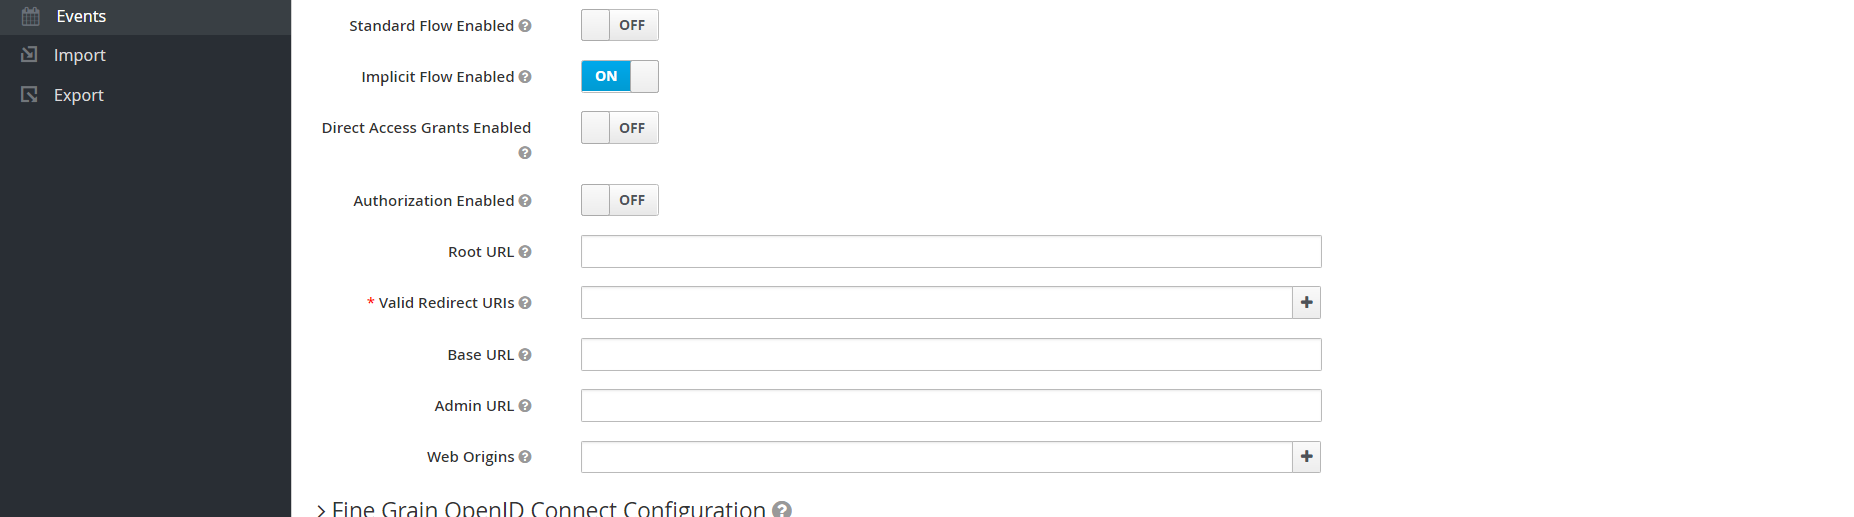 Events
Import
Export
Standard Flow Enabled
OFF
Implicit Flow Enabled
ON
Direct Access Grants Enabled
OFF
Authorization Enabled
OFF
Root URL
* Valid Redirect URIs
Base URL
Admin URL
Web Origins
Fine Grain OpenID Connect Configuration